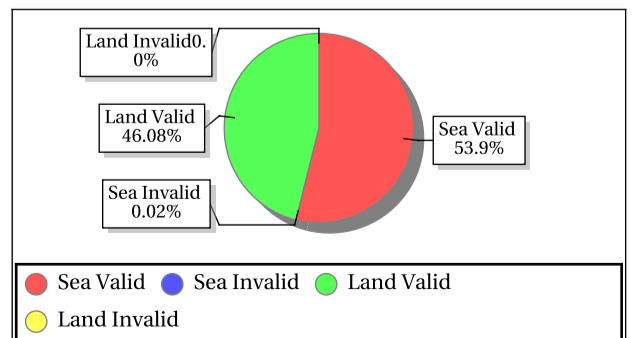 Land Invalid0.
0%
Land Valid
46.08%
Sea Valid
53.9%
Sea Invalid
0.02%
Sea Valid Sea Invalid Land Valid
Land Invalid